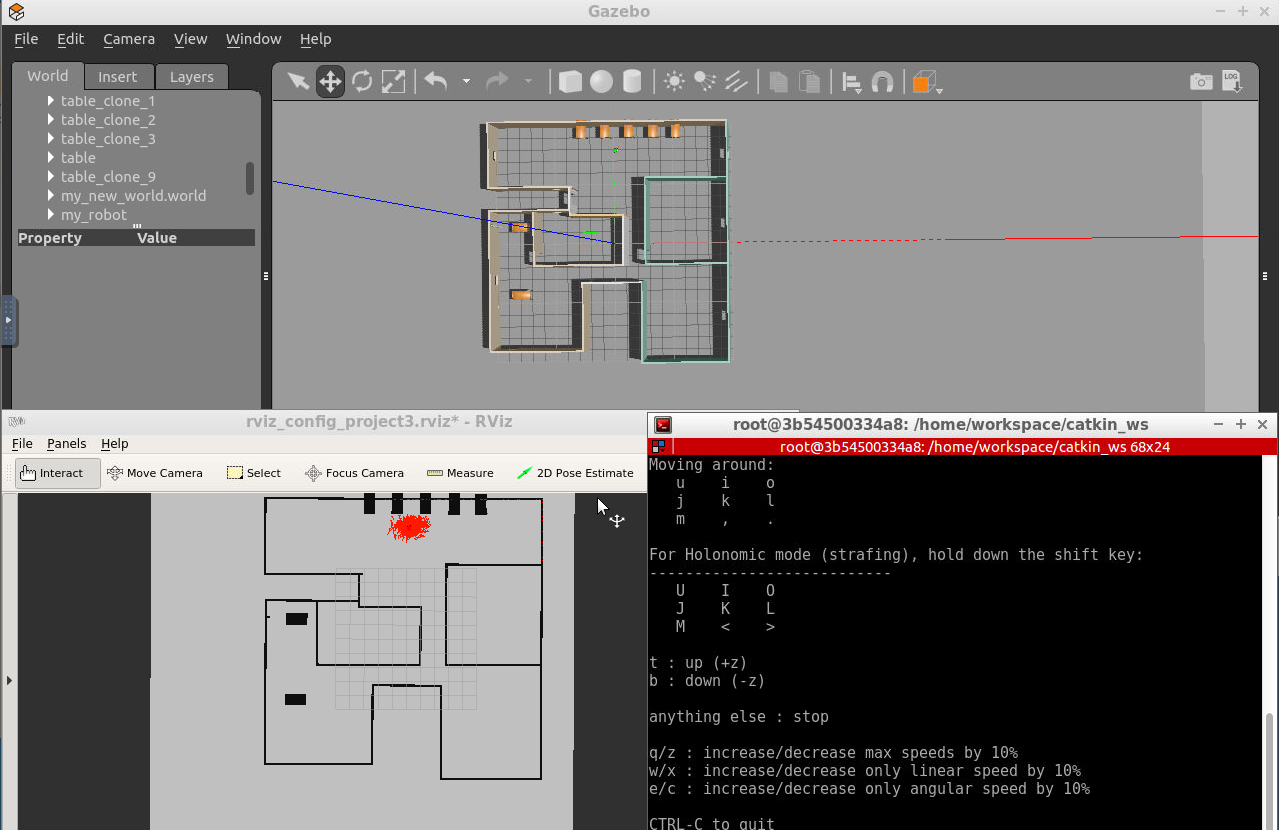 Gazebo
File Edit Camera View Window Help
World Insert Layers
LOG
table_clone_1
table_clone_2
table_clone_3
table
table_clone_9
my_new_world.world
my_robot
Property Value
rviz_config_project3.rviz* - RViz
File Panels Help
Interact Move Camera Select Focus Camera Measure 2D Pose Estimate
root@3b54500334a8: /home/workspace/catkin_ws
root@3b54500334a8: /home/workspace/catkin_ws 68x24
Moving around:
u i o
j k l
m , .
For Holonomic mode (strafing), hold down the shift key:
---------------------------
U I O
J K L
M < >
t : up (+z)
b : down (-z)
anything else : stop
q/z : increase/decrease max speeds by 10%
w/x : increase/decrease only linear speed by 10%
e/c : increase/decrease only angular speed by 10%
CTRL-C to quit